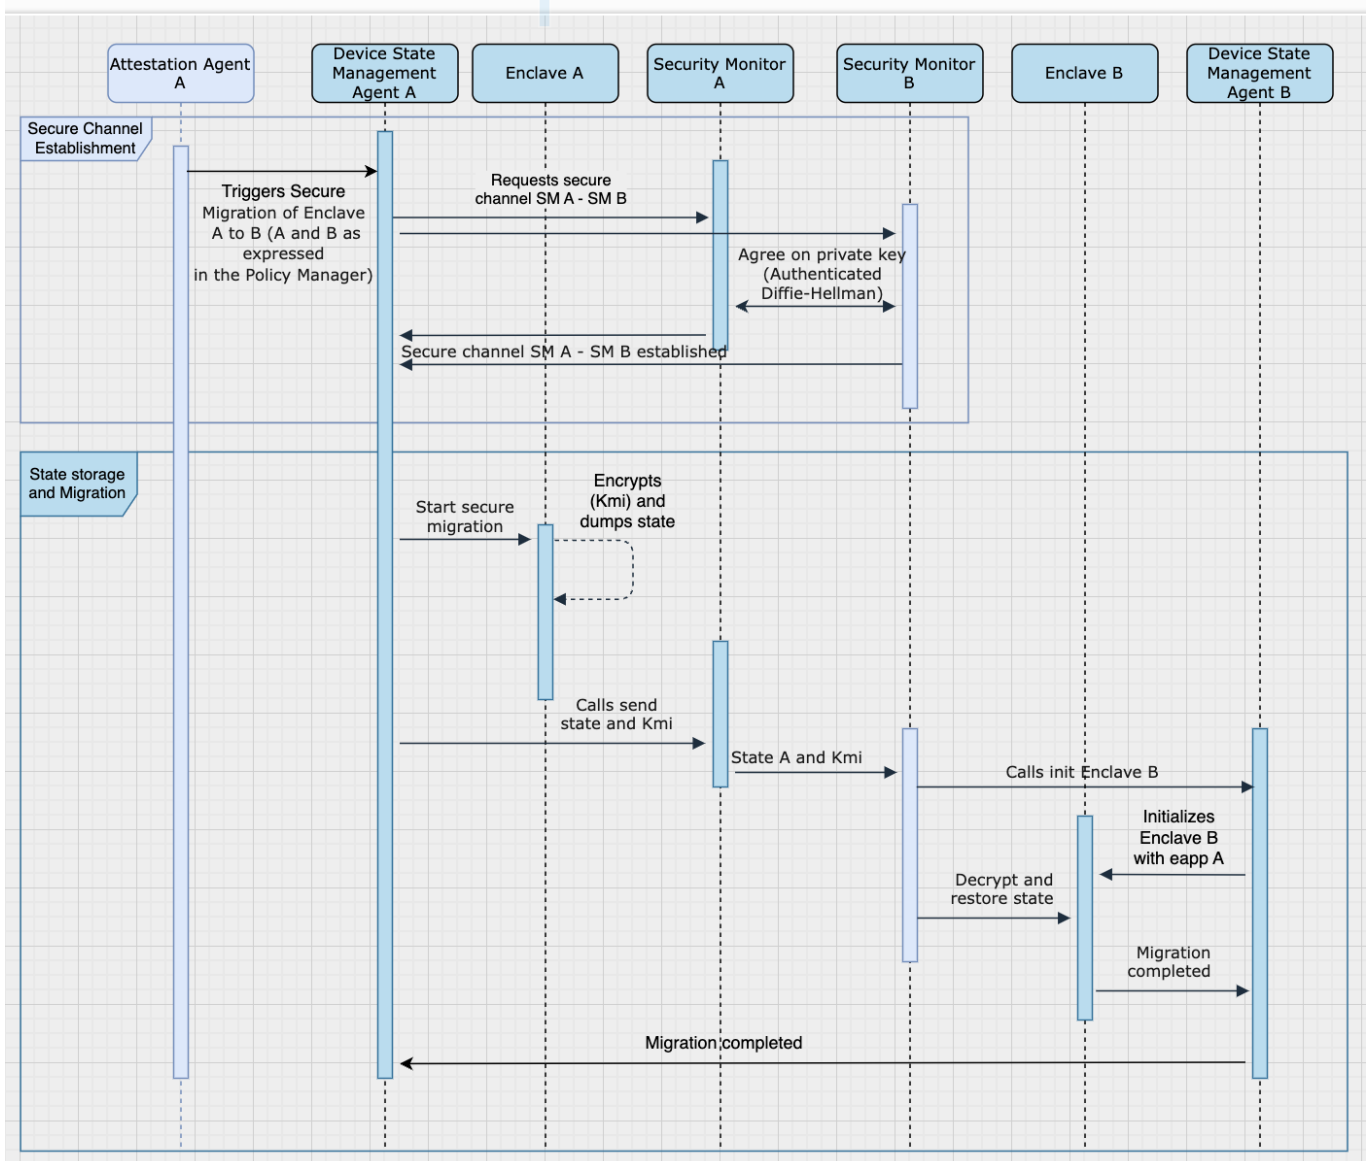 Attestation Agent
A
Device State
Management
Agent A
Enclave A
Security Monitor
A
Security Monitor
B
Enclave B
Device State
Management
Agent B
Secure Channel
Establishment
Triggers Secure
Migration of Enclave
A to B (A and B as
expressed
in the Policy Manager)
Requests secure
channel SM A - SM B
Agree on private key
(Authenticated
Diffie-Hellman)
Secure channel SM A - SM B established
State storage
and Migration
Start secure
migration
Encrypts
(Kmi) and
dumps state
Calls send
state and Kmi
State A and Kmi
Calls init Enclave B
Initializes
Enclave B
with eapp A
Decrypt and
restore state
Migration
completed
Migration completed